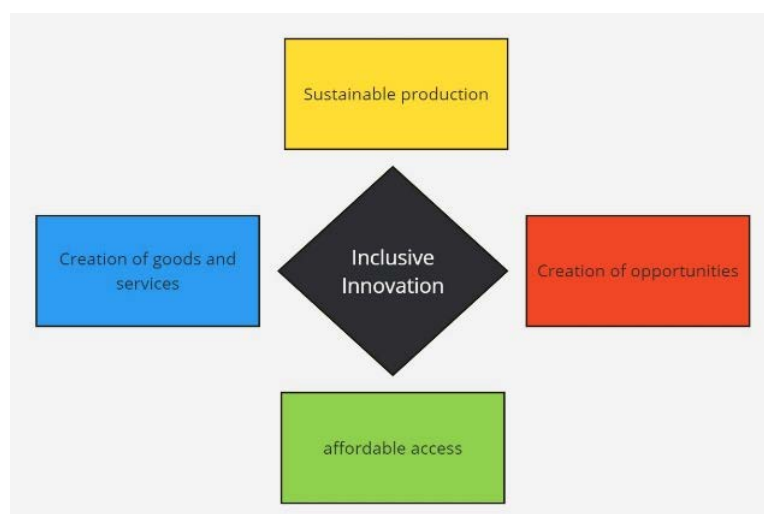 Sustainable production
Creation of goods and
services
Inclusive
Innovation
Creation of opportunities
affordable access